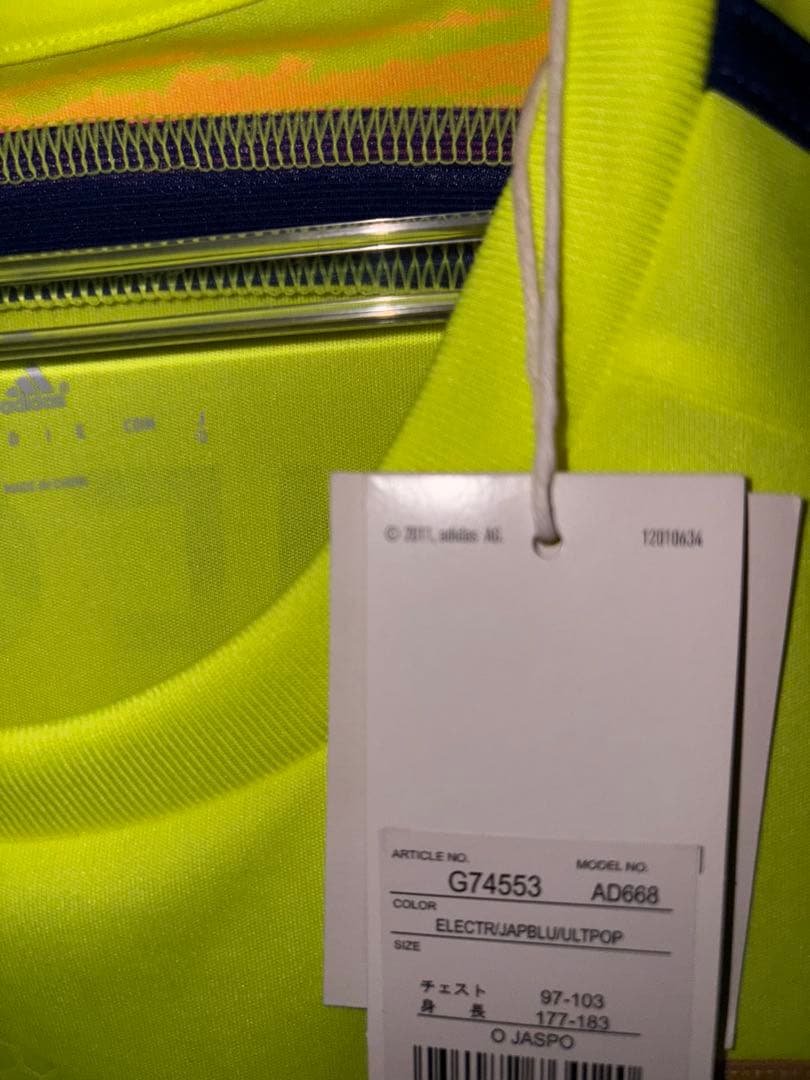 adidas
© 2011, adidas AG.
12010634
ARTICLE NO.
MODEL NO.
G74553
AD668
COLOR
ELECTR/JAPBLU/ULTPOP
SIZE
チェスト 97-103
身 長 177-183
O JASPO